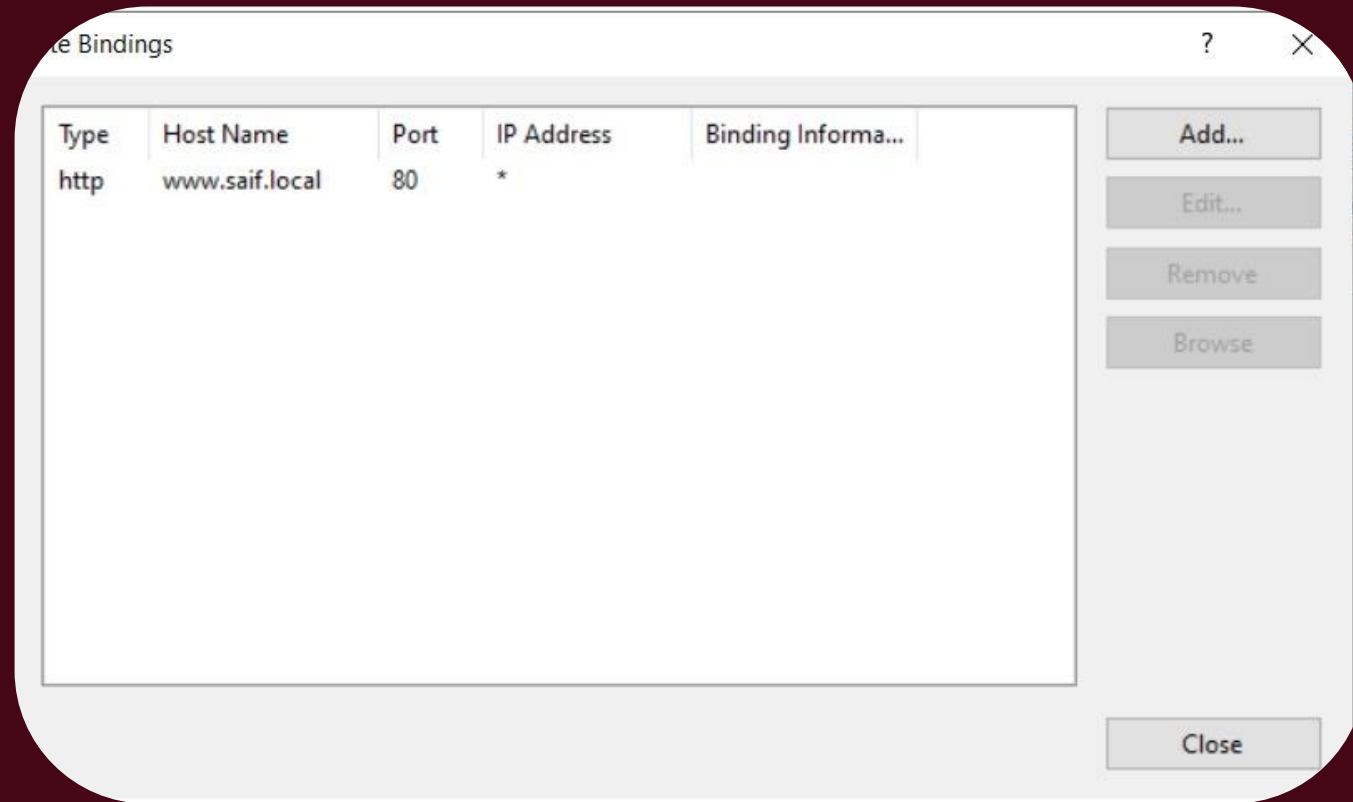 te Bindings ?
Type Host Name Port IP Address Binding Informa...
http www.saif.local 80 *
Add...
Edit...
Remove
Browse
Close